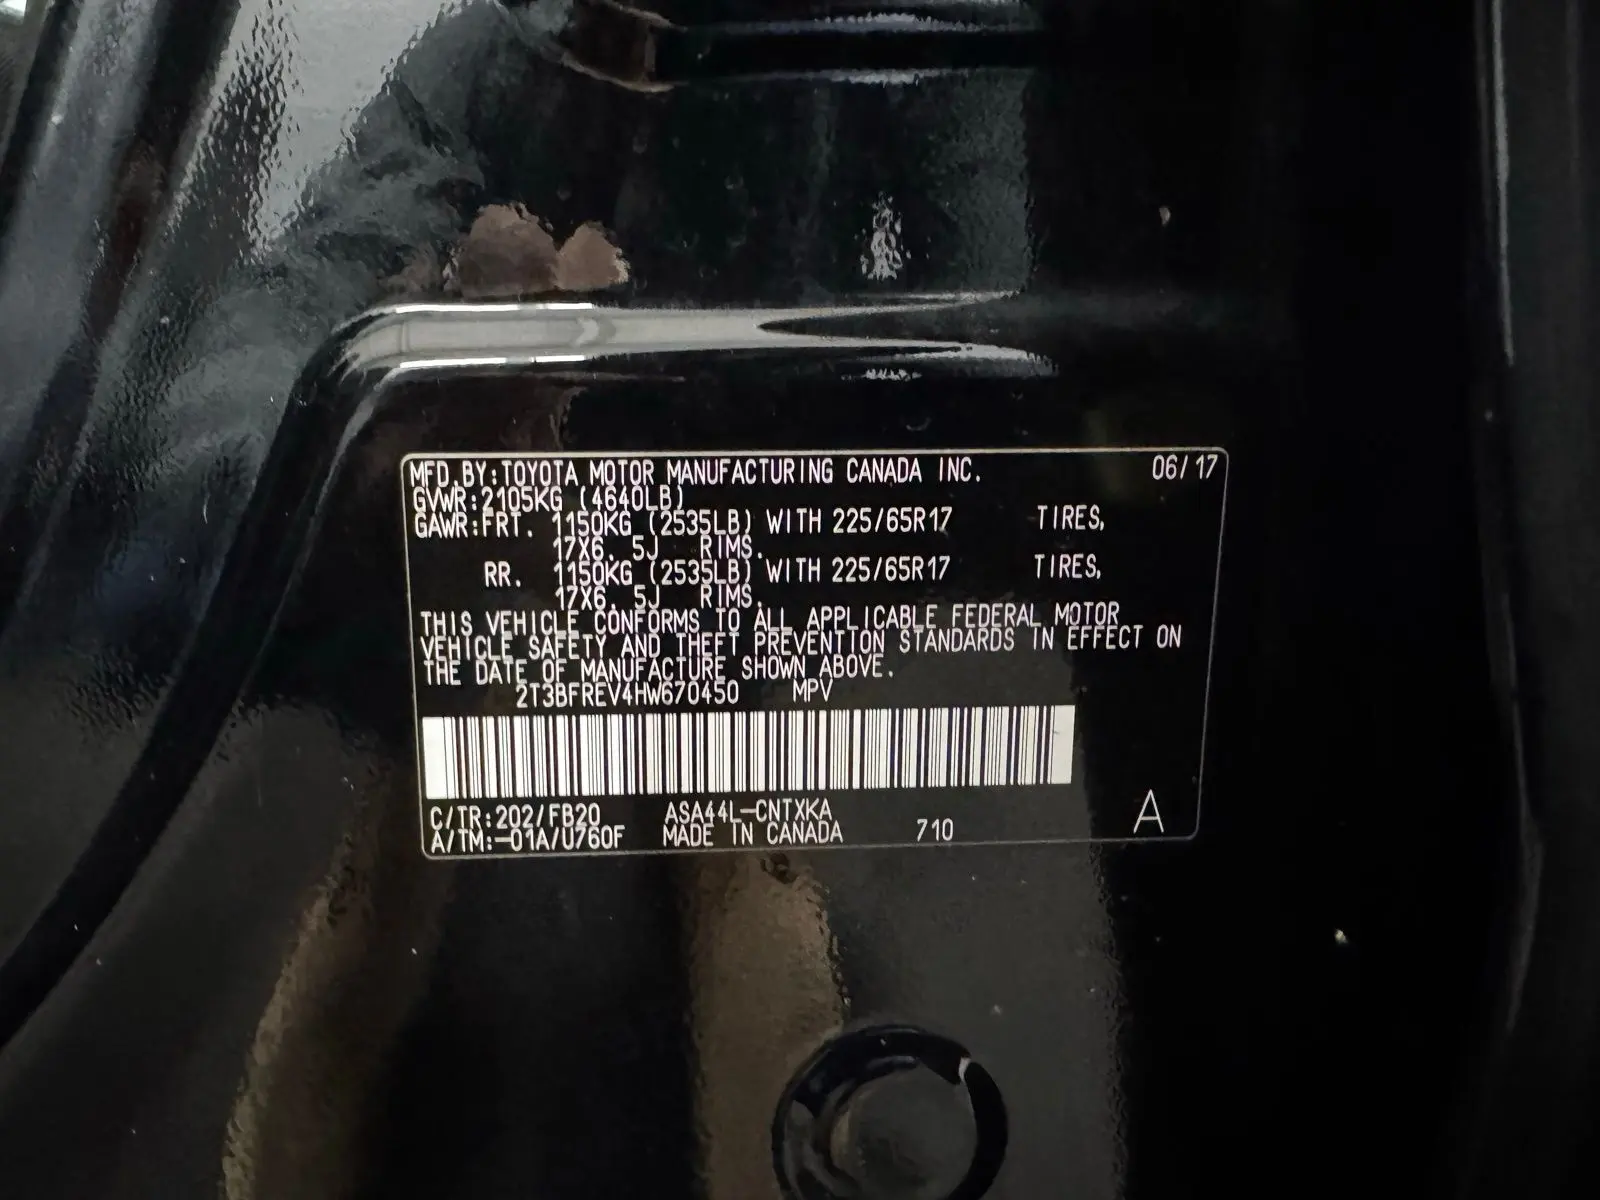 MFD.BY:TOYOTA MOTOR MANUFACTURING CANADA INC. 06/17
GVWR:2105KG (4640LB)
GAWR:FRT. 1150KG (2535LB) WITH 225/65R17 TIRES,
17X6. 5J RIMS.
RR. 1150KG (2535LB) WITH 225/65R17 TIRES,
17X6. 5J RIMS.
THIS VEHICLE CONFORMS TO ALL APPLICABLE FEDERAL MOTOR
VEHICLE SAFETY AND THEFT PREVENTION STANDARDS IN EFFECT ON
THE DATE OF MANUFACTURE SHOWN ABOVE.
2T3BFREV4HW670450 MPV
C/TR:202/FB20 ASA44L-CNTXKA
A/TM:-01A/U760F MADE IN CANADA 710 A